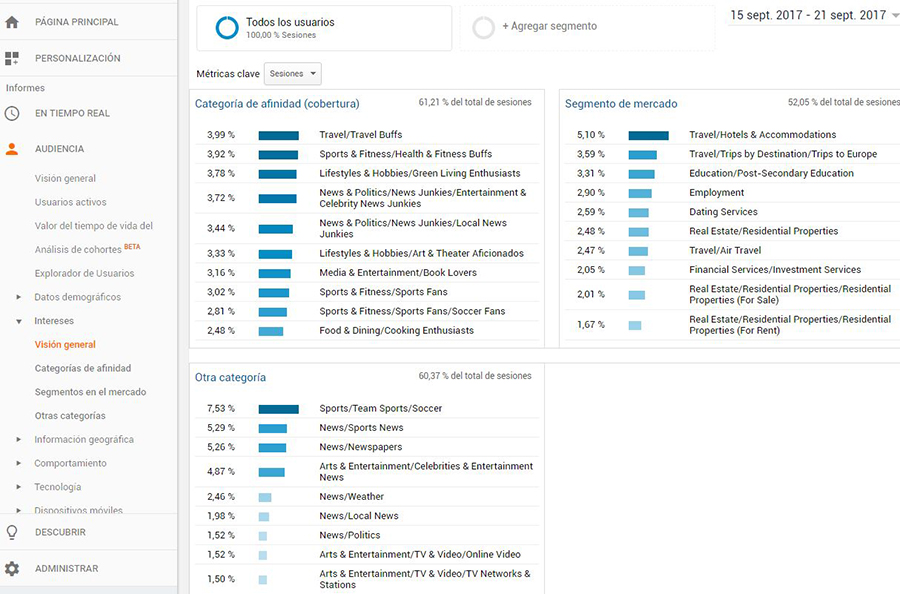 PÁGINA PRINCIPAL
PERSONALIZACIÓN
Informes
EN TIEMPO REAL
AUDIENCIA
Visión general
Usuarios activos
Valor del tiempo de vida del
Análisis de cohortes BETA
Explorador de Usuarios
Datos demográficos
Intereses
Visión general
Categorías de afinidad
Segmentos en el mercado
Otras categorías
Información geográfica
Comportamiento
Tecnología
Dispositivos móviles
DESCUBRIR
ADMINISTRAR
Todos los usuarios
100,00 % Sesiones
+ Agregar segmento
15 sept. 2017 - 21 sept. 2017
Métricas clave Sesiones
Categoría de afinidad (cobertura) 61,21 % del total de sesiones
3,99 % Travel/Travel Buffs
3,92 % Sports & Fitness/Health & Fitness Buffs
3,78 % Lifestyles & Hobbies/Green Living Enthusiasts
3,72 % News & Politics/News Junkies/Entertainment &
Celebrity News Junkies
3,44 % News & Politics/News Junkies/Local News
Junkies
3,33 % Lifestyles & Hobbies/Art & Theater Aficionados
3,16 % Media & Entertainment/Book Lovers
3,02 % Sports & Fitness/Sports Fans
2,81 % Sports & Fitness/Sports Fans/Soccer Fans
2,48 % Food & Dining/Cooking Enthusiasts
Segmento de mercado 52,05 % del total de sesiones
5,10 % Travel/Hotels & Accommodations
3,59 % Travel/Trips by Destination/Trips to Europe
3,31 % Education/Post-Secondary Education
2,90 % Employment
2,59 % Dating Services
2,48 % Real Estate/Residential Properties
2,47 % Travel/Air Travel
2,05 % Financial Services/Investment Services
2,01 % Real Estate/Residential Properties/Residential
Properties (For Sale)
1,67 % Real Estate/Residential Properties/Residential
Properties (For Rent)
Otra categoría 60,37 % del total de sesiones
7,53 % Sports/Team Sports/Soccer
5,29 % News/Sports News
5,26 % News/Newspapers
4,87 % Arts & Entertainment/Celebrities & Entertainment
News
2,46 % News/Weather
1,98 % News/Local News
1,52 % News/Politics
1,52 % Arts & Entertainment/TV & Video/Online Video
1,50 % Arts & Entertainment/TV & Video/TV Networks &
Stations